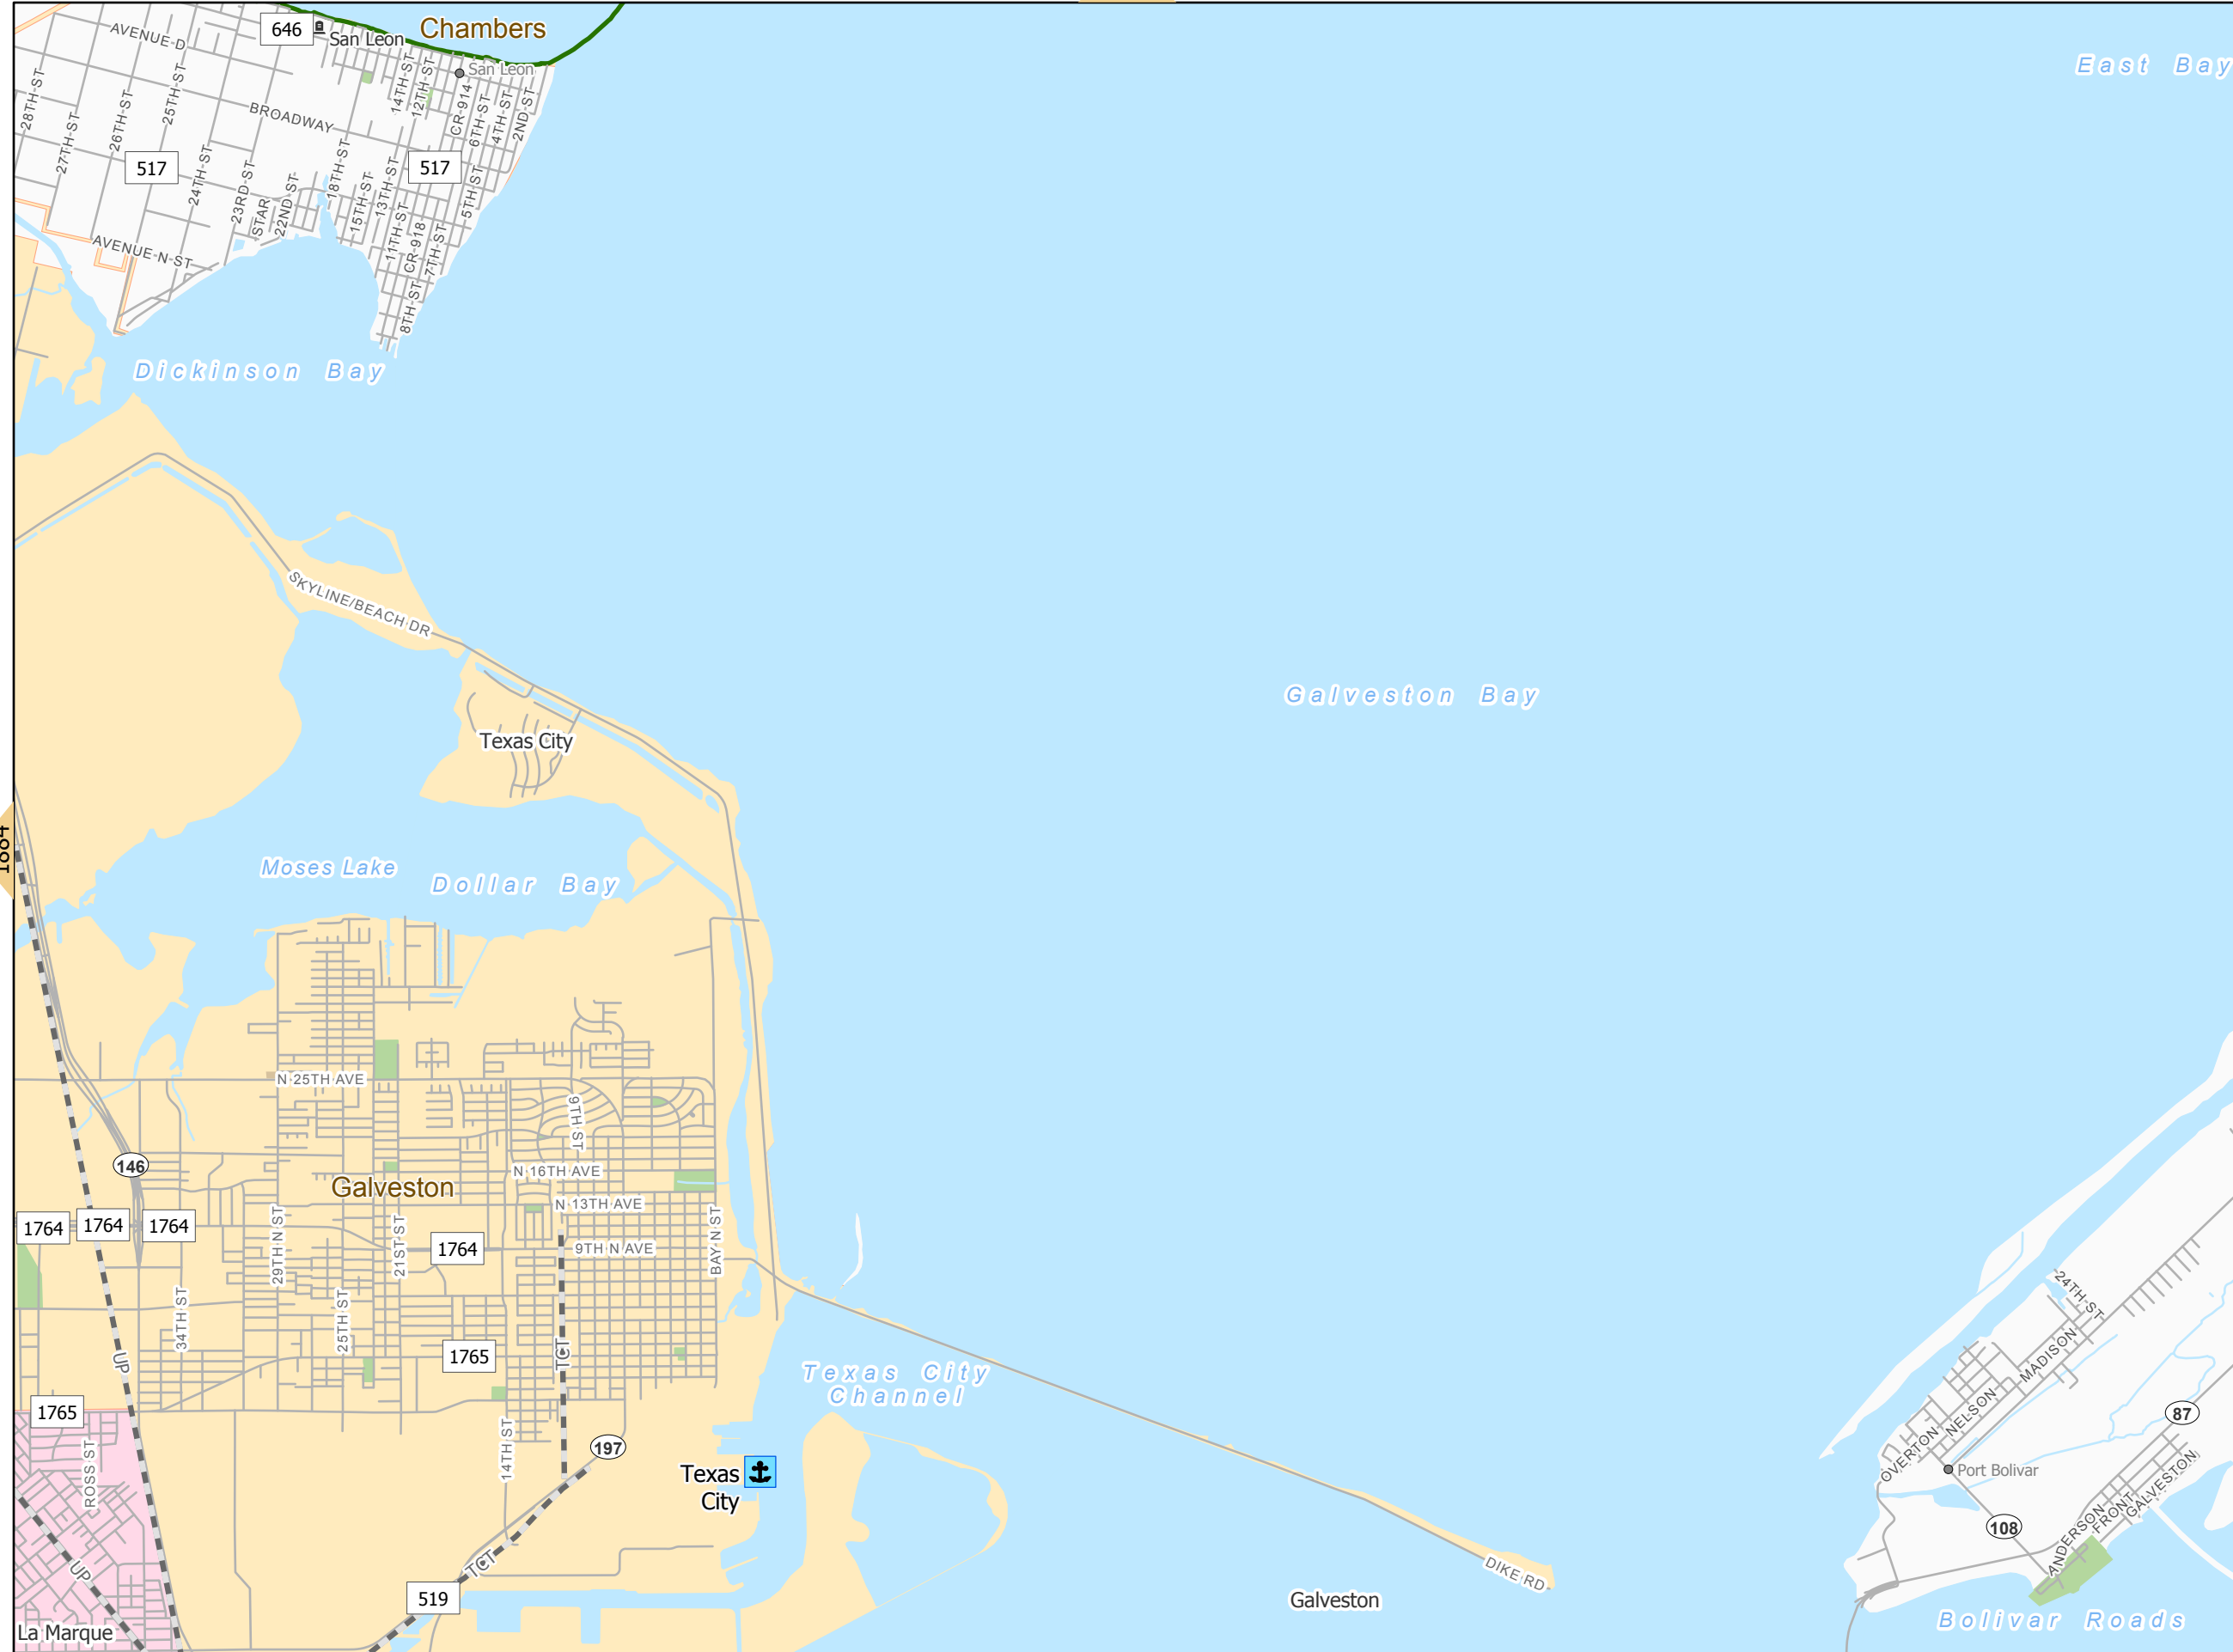 646
San Leon
Chambers
AVENUE D
San Leon
East Bay
28TH ST
27TH ST
26TH ST
25TH ST
BROADWAY
14TH ST
12TH ST
CR-914
6TH ST
4TH ST
2ND ST
517
517
24TH ST
23RD ST
STAR
22ND ST
18TH ST
15TH ST
13TH ST
11TH ST
CR-918
7TH ST
5TH ST
8TH ST
AVENUE N ST
Dickinson Bay
SKYLINE/BEACH DR
Galveston Bay
Texas City
1884
Moses Lake
Dollar Bay
N 25TH AVE
9TH ST
146
N 16TH AVE
Galveston
N 13TH AVE
1764
1764
1764
29TH N ST
21ST ST
1764
9TH N AVE
BAY N ST
34TH ST
25TH ST
24TH ST
UP
1765
TCT
MADISON
Texas City
Channel
1765
NELSON
87
ROSS ST
14TH ST
197
OVERTON
Texas
City
Port Bolivar
GALVESTON
FRONT
ANDERSON
108
UP
TCT
DIKE RD
519
Galveston
Bolivar Roads
La Marque